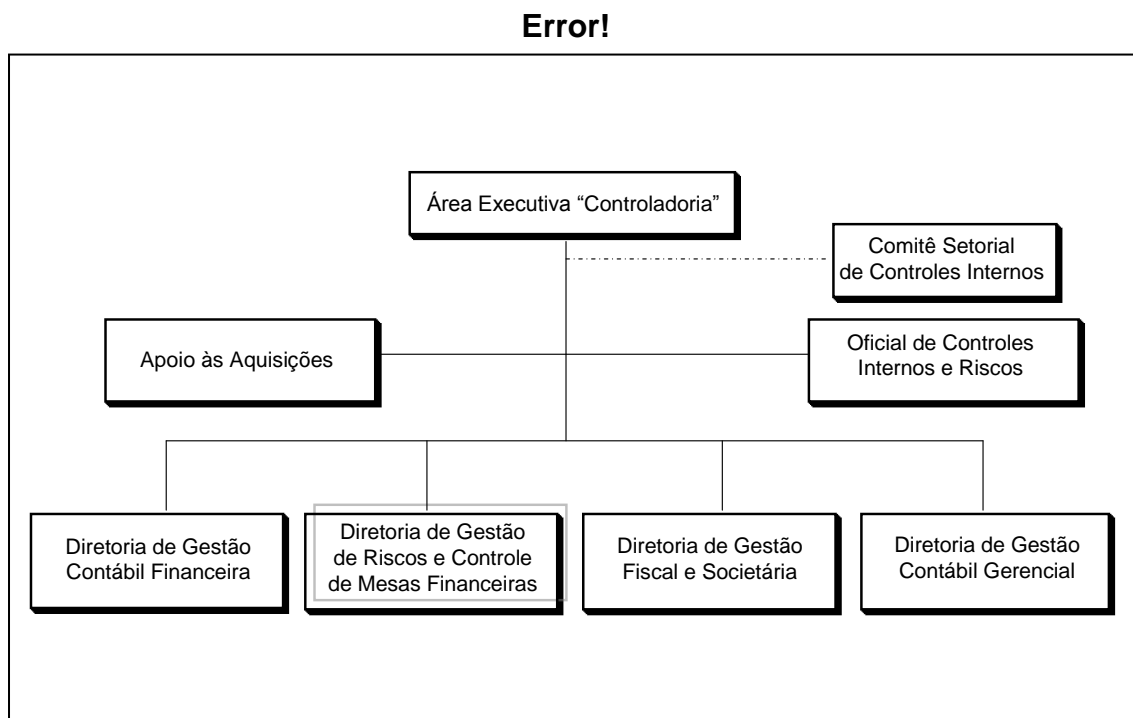 Error!
Área Executiva “Controladoria”
Comitê Setorial
de Controles Internos
Apoio às Aquisições
Oficial de Controles
Internos e Riscos
Diretoria de Gestão
Contábil Financeira
Diretoria de Gestão
de Riscos e Controle
de Mesas Financeiras
Diretoria de Gestão
Fiscal e Societária
Diretoria de Gestão
Contábil Gerencial